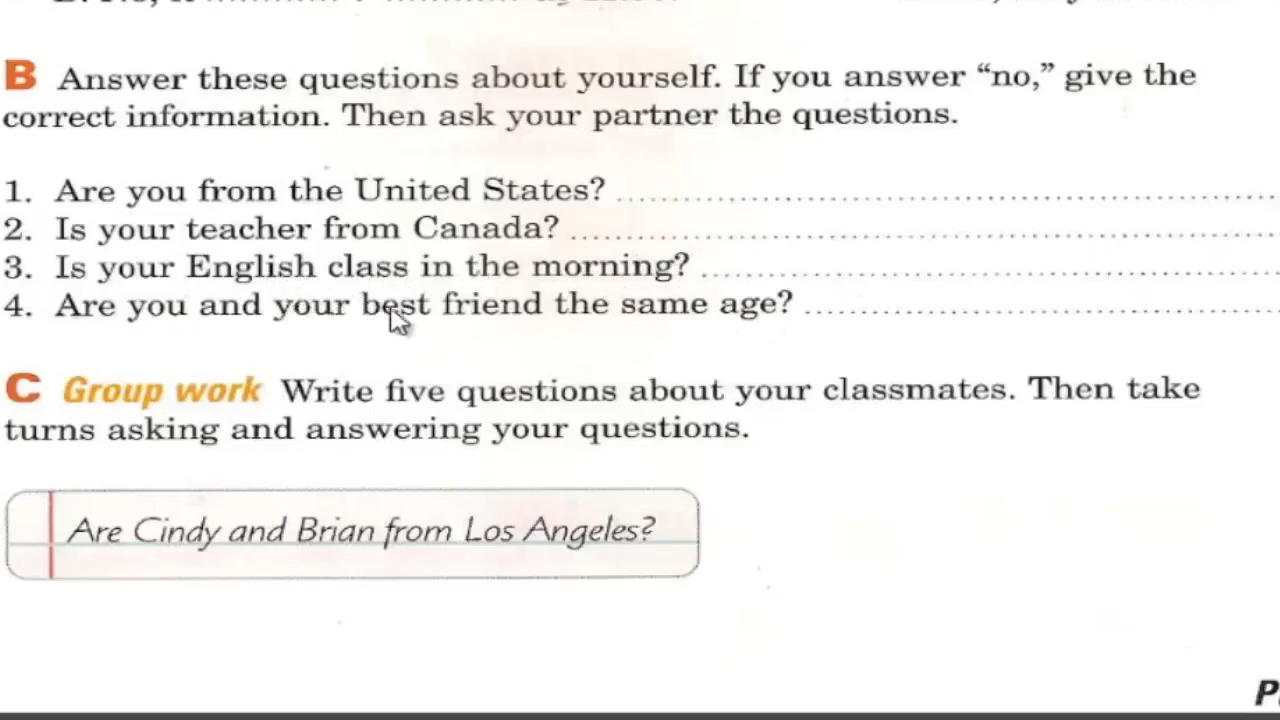 B Answer these questions about yourself. If you answer “no,” give the
correct information. Then ask your partner the questions.
1. Are you from the United States? ........................................
2. Is your teacher from Canada? ........................................
3. Is your English class in the morning? ........................................
4. Are you and your best friend the same age? ........................................
C Group work Write five questions about your classmates. Then take
turns asking and answering your questions.
Are Cindy and Brian from Los Angeles?